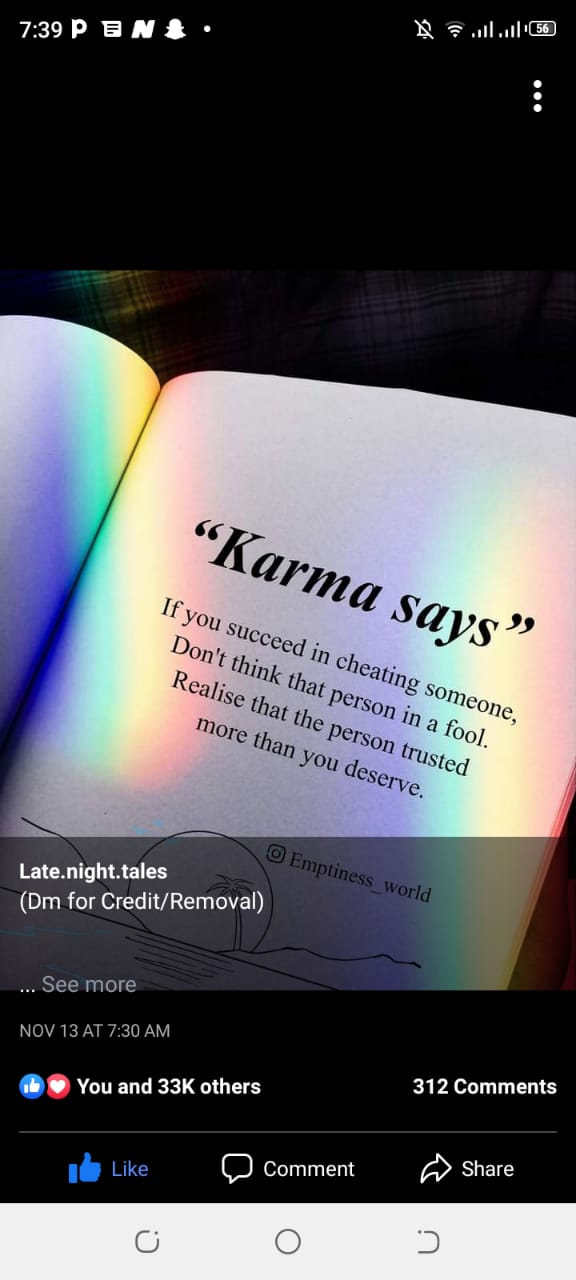 7:39
56
“Karma says”
If you succeed in cheating someone,
Don't think that person in a fool.
Realise that the person trusted
more than you deserve.
Emptiness_world
Late.night.tales
(Dm for Credit/Removal)
... See more
NOV 13 AT 7:30 AM
You and 33K others
312 Comments
Like
Comment
Share